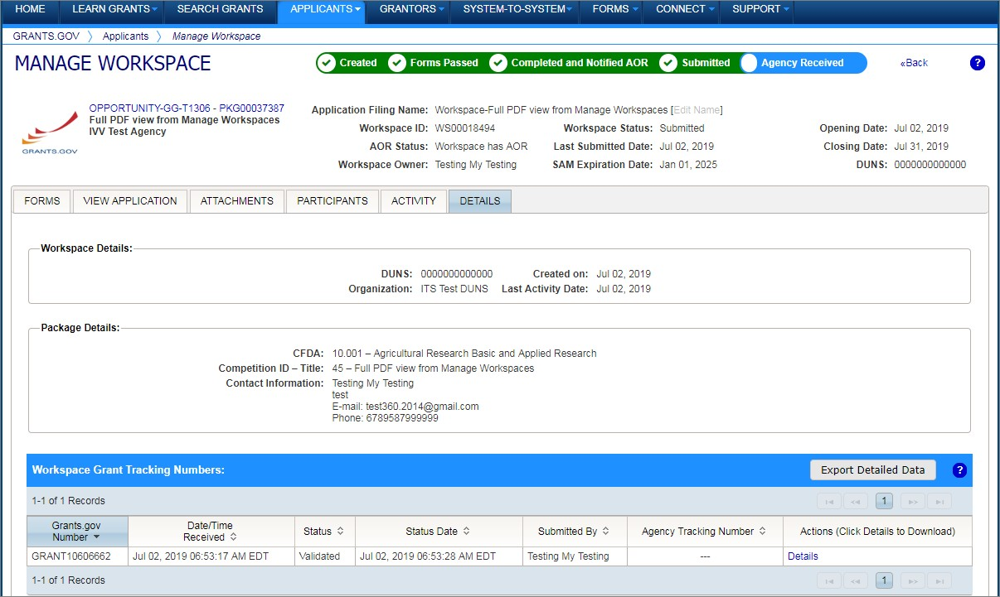 HOME LEARN GRANTS SEARCH GRANTS APPLICANTS GRANTORS SYSTEM-TO-SYSTEM FORMS CONNECT SUPPORT
GRANTS.GOV Applicants Manage Workspace
MANAGE WORKSPACE
Created Forms Passed Completed and Notified AOR Submitted Agency Received «Back ?
GRANTS.GOV
OPPORTUNITY-GG-T1306 - PKG00037387
Full PDF view from Manage Workspaces
IVV Test Agency
Application Filing Name: Workspace-Full PDF view from Manage Workspaces [Edit Name]
Workspace ID: WS00018494 Workspace Status: Submitted Opening Date: Jul 02, 2019
AOR Status: Workspace has AOR Last Submitted Date: Jul 02, 2019 Closing Date: Jul 31, 2019
Workspace Owner: Testing My Testing SAM Expiration Date: Jan 01, 2025 DUNS: 0000000000000
FORMS VIEW APPLICATION ATTACHMENTS PARTICIPANTS ACTIVITY DETAILS
Workspace Details:
DUNS: 0000000000000 Created on: Jul 02, 2019
Organization: ITS Test DUNS Last Activity Date: Jul 02, 2019
Package Details:
CFDA: 10.001 – Agricultural Research Basic and Applied Research
Competition ID – Title: 45 – Full PDF view from Manage Workspaces
Contact Information: Testing My Testing
test
E-mail: test360.2014@gmail.com
Phone: 6789587999999
Workspace Grant Tracking Numbers: Export Detailed Data ?
1-1 of 1 Records 1
Grants.gov Number Date/Time Received Status Status Date Submitted By Agency Tracking Number Actions (Click Details to Download)
GRANT10606662 Jul 02, 2019 06:53:17 AM EDT Validated Jul 02, 2019 06:53:28 AM EDT Testing My Testing --- Details
1-1 of 1 Records 1